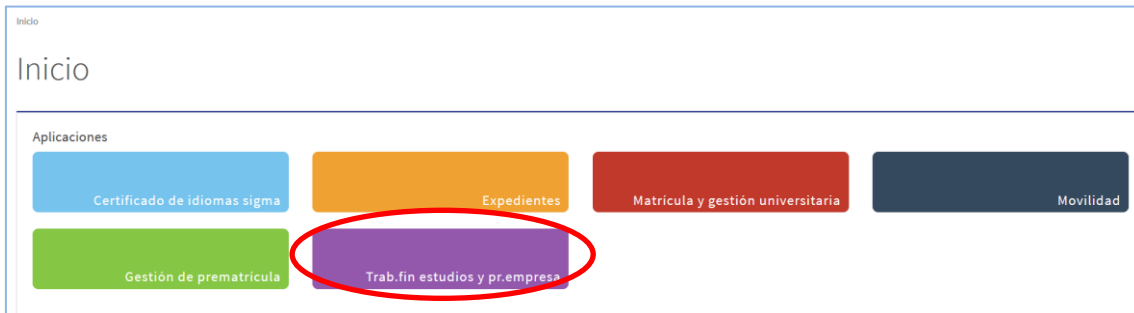 Inicio
Inicio
Aplicaciones
Certificado de idiomas sigma
Expedientes
Matrícula y gestión universitaria
Movilidad
Gestión de prematrícula
Trab.fin estudios y pr.empresa